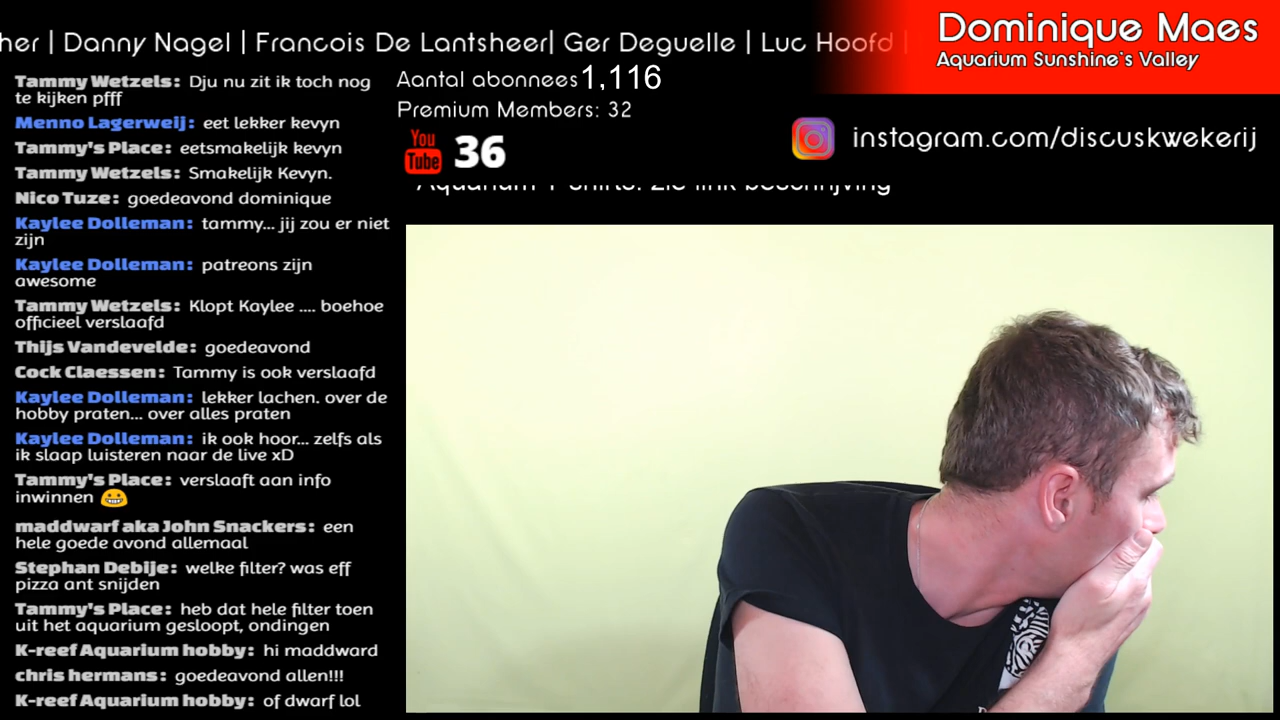 her | Danny Nagel | Francois De Lantsheer| Ger Deguelle | Luc Hoofd |
Dominique Maes
Aquarium Sunshine's Valley
Aantal abonnees 1,116
Premium Members: 32
You
Tube
36
instagram.com/discuskwekerij
Aquarium T-shirts: zie link beschrijving
Tammy Wetzels: Dju nu zit ik toch nog
te kijken pfff
Menno Lagerweij: eet lekker kevyn
Tammy's Place: eetsmakelijk kevyn
Tammy Wetzels: Smakelijk Kevyn.
Nico Tuze: goedeavond dominique
Kaylee Dolleman: tammy... jij zou er niet
zijn
Kaylee Dolleman: patreons zijn
awesome
Tammy Wetzels: Klopt Kaylee .... boehoe
officieel verslaafd
Thijs Vandevelde: goedeavond
Cock Claessen: Tammy is ook verslaafd
Kaylee Dolleman: lekker lachen. over de
hobby praten... over alles praten
Kaylee Dolleman: ik ook hoor... zelfs als
ik slaap luisteren naar de live xD
Tammy's Place: verslaaft aan info
inwinnen 😬
maddwarf aka John Snackers: een
hele goede avond allemaal
Stephan Debije: welke filter? was eff
pizza ant snijden
Tammy's Place: heb dat hele filter toen
uit het aquarium gesloopt, ondingen
K-reef Aquarium hobby: hi maddward
chris hermans: goedeavond allen!!!
K-reef Aquarium hobby: of dwarf lol